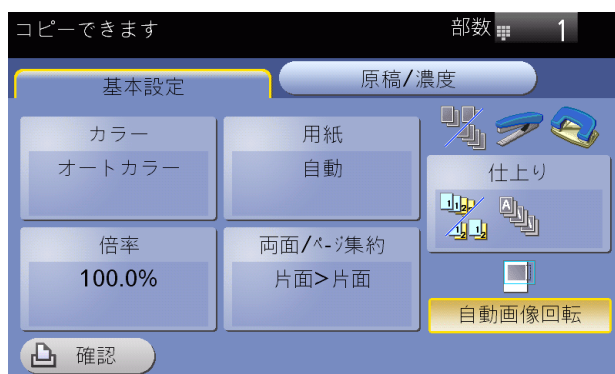 コピーできます
部数 1
基本設定
原稿/濃度
カラー
オートカラー
用紙
自動
仕上り
倍率
100.0%
両面/ページ集約
片面>片面
自動画像回転
確認